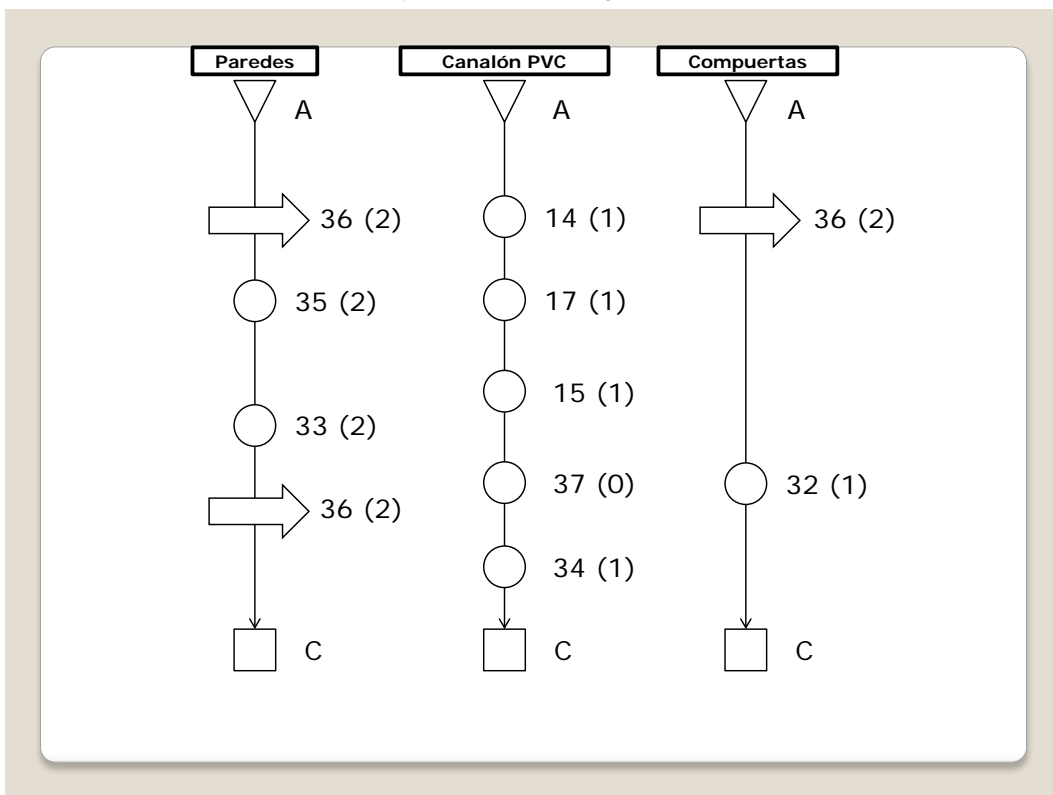 Paredes
Canalón PVC
Compuertas
A
A
A
36 (2)
14 (1)
36 (2)
35 (2)
17 (1)
15 (1)
33 (2)
36 (2)
37 (0)
32 (1)
34 (1)
C
C
C